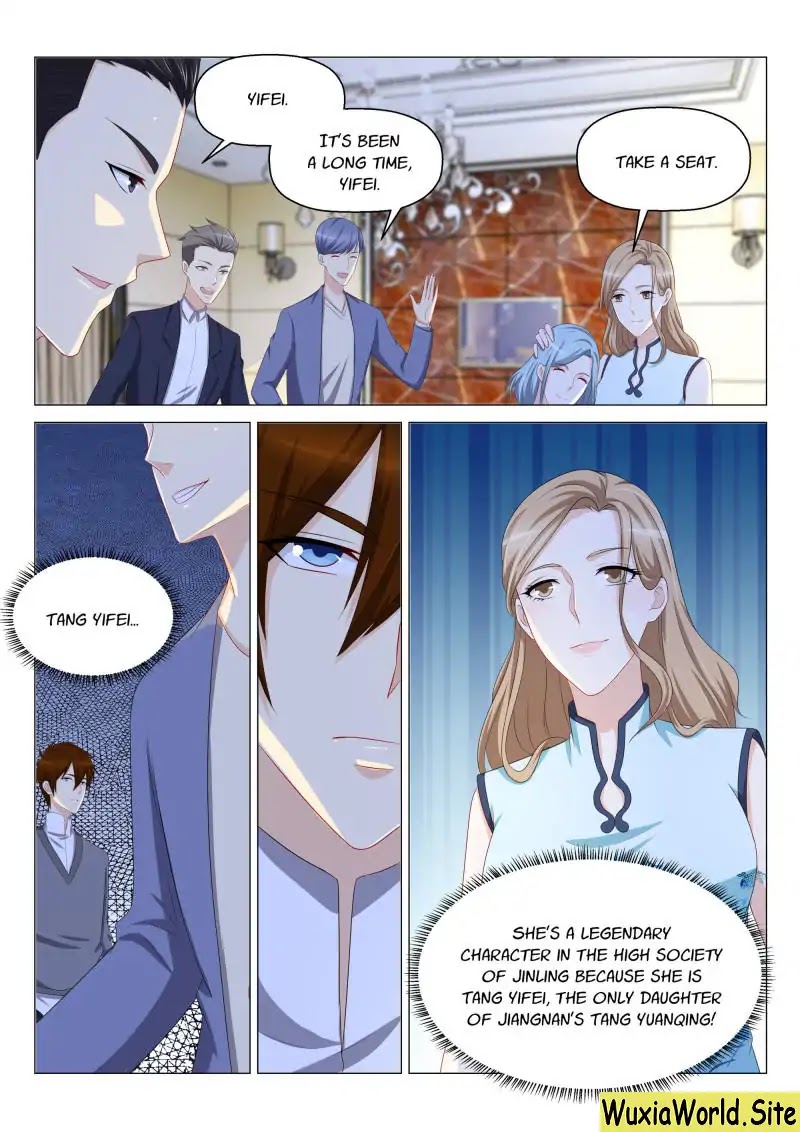 YIFEI.
IT'S BEEN
A LONG TIME,
YIFEI.
TAKE A SEAT.
TANG YIFEI...
SHE'S A LEGENDARY
CHARACTER IN THE HIGH SOCIETY
OF JINLING BECAUSE SHE IS
TANG YIFEI, THE ONLY DAUGHTER
OF JIANGNAN'S TANG YUANQING!
WuxiaWorld.Site